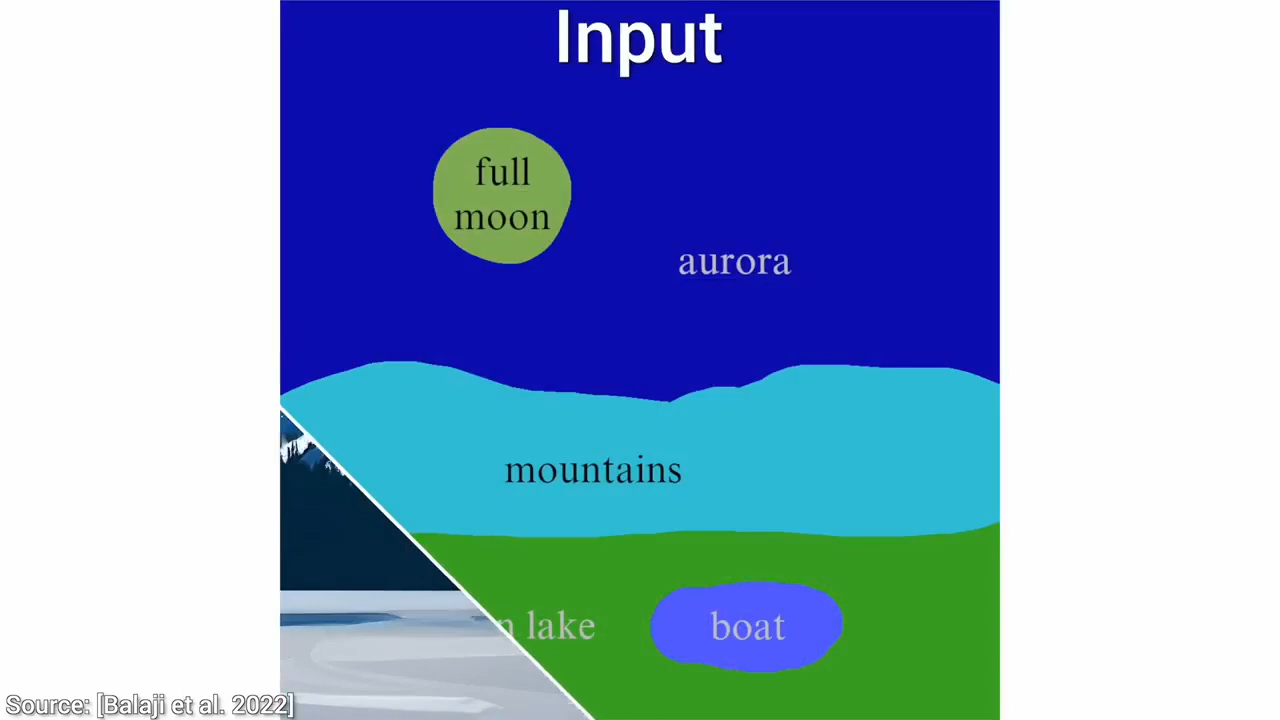 Input
full
moon
aurora
mountains
lake
boat
Source: [Balaji et al. 2022]